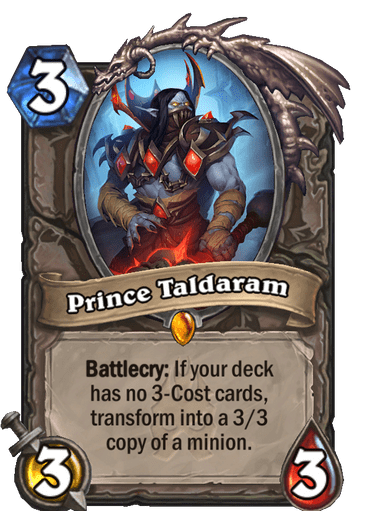 3
Prince Taldaram
Battlecry: If your deck
has no 3-Cost cards,
transform into a 3/3
copy of a minion.
3
3